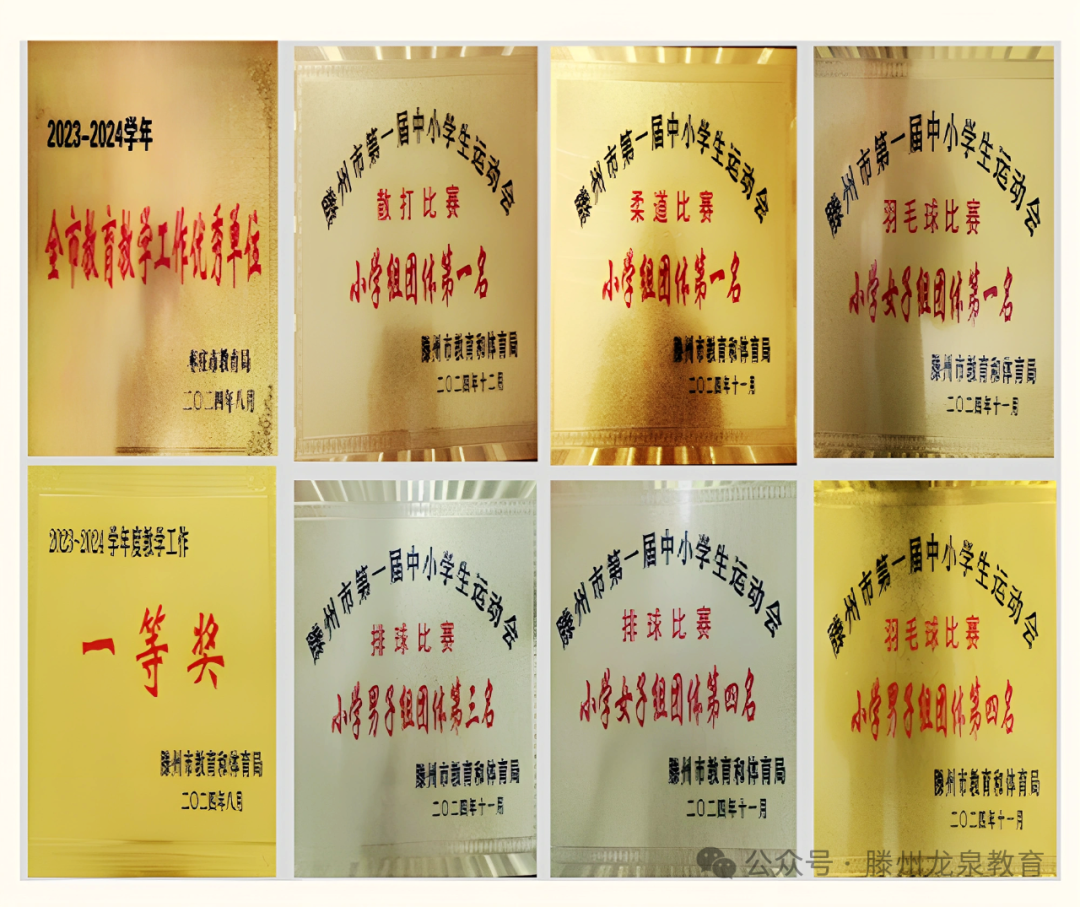 2023-2024学年
全市教育教学工作优秀单位
枣庄市教育局
二〇二四年八月
滕州市第一届中小学生运动会
散打比赛
小学组团体第一名
滕州市教育和体育局
二〇二四年十二月
滕州市第一届中小学生运动会
柔道比赛
小学组团体第一名
滕州市教育和体育局
二〇二四年十一月
滕州市第一届中小学生运动会
羽毛球比赛
小学女子组团体第一名
滕州市教育和体育局
二〇二四年十一月
2023-2024学年度教学工作
一等奖
滕州市教育和体育局
二〇二四年八月
滕州市第一届中小学生运动会
排球比赛
小学男子组团体第三名
滕州市教育和体育局
二〇二四年十一月
滕州市第一届中小学生运动会
排球比赛
小学女子组团体第四名
滕州市教育和体育局
二〇二四年十一月
滕州市第一届中小学生运动会
羽毛球比赛
小学男子组团体第四名
滕州市教育和体育局
二〇二四年十一月
公众号·滕州龙泉教育